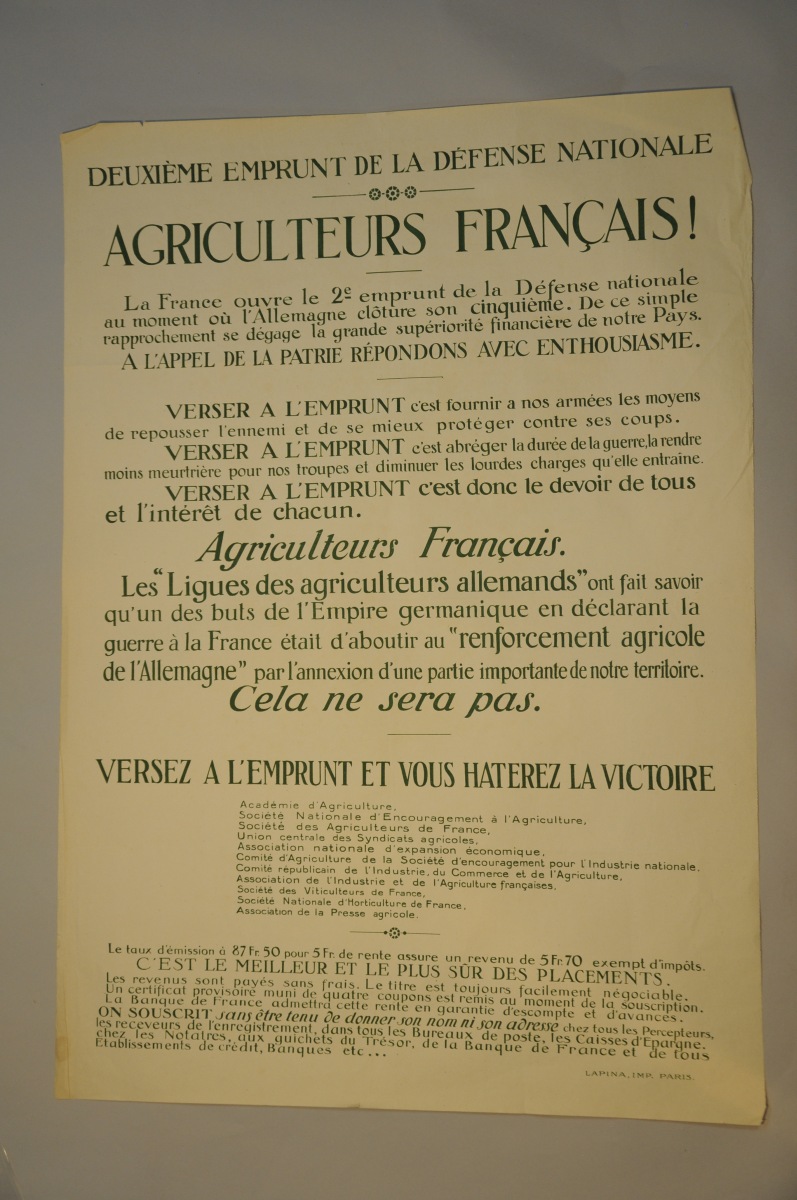 DEUXIÈME EMPRUNT DE LA DÉFENSE NATIONALE
AGRICULTEURS FRANÇAIS!
La France ouvre le 2e emprunt de la Défense nationale
au moment où l'Allemagne clôture son cinquième. De ce simple
rapprochement se dégage la grande supériorité financière de notre Pays.
A L'APPEL DE LA PATRIE RÉPONDONS AVEC ENTHOUSIASME.
VERSER A L'EMPRUNT c'est fournir a nos armées les moyens
de repousser l'ennemi et de se mieux protéger contre ses coups.
VERSER A L'EMPRUNT c'est abréger la durée de la guerre, la rendre
moins meurtrière pour nos troupes et diminuer les lourdes charges qu'elle entraine.
VERSER A L'EMPRUNT c'est donc le devoir de tous
et l'intérêt de chacun.
Agriculteurs Français.
Les "Ligues des agriculteurs allemands" ont fait savoir
qu'un des buts de l'Empire germanique en déclarant la
guerre à la France était d'aboutir au "renforcement agricole
de l'Allemagne" par l'annexion d'une partie importante de notre territoire.
Cela ne sera pas.
VERSEZ A L'EMPRUNT ET VOUS HATEREZ LA VICTOIRE
Académie d'Agriculture,
Société Nationale d'Encouragement à l'Agriculture,
Société des Agriculteurs de France,
Union centrale des Syndicats agricoles,
Association nationale d'expansion économique,
Comité d'Agriculture de la Société d'encouragement pour l'Industrie nationale,
Comité républicain de l'Industrie, du Commerce et de l'Agriculture,
Association de l'Industrie et de l'Agriculture françaises,
Société des Viticulteurs de France,
Société Nationale d'Horticulture de France,
Association de la Presse agricole.
Le taux d'émission à 87 Fr. 50 pour 5 Fr. de rente assure un revenu de 5 Fr. 70 exempt d'impôts.
C'EST LE MEILLEUR ET LE PLUS SÛR DES PLACEMENTS.
Les revenus sont payés sans frais. Le titre est toujours facilement négociable.
Un certificat provisoire muni de quatre coupons est remis au moment de la souscription.
La Banque de France admettra cette rente en garantie d'escompte et d'avances.
ON SOUSCRIT sans être tenu de donner son nom ni son adresse chez tous les Percepteurs,
les receveurs de l'enregistrement, dans tous les Bureaux de poste, les Caisses d'Epargne.
chez les Notaires, aux guichets du Trésor, de la Banque de France et de tous
Etablissements de crédit, Banques etc...
LAPINA, IMP. PARIS.